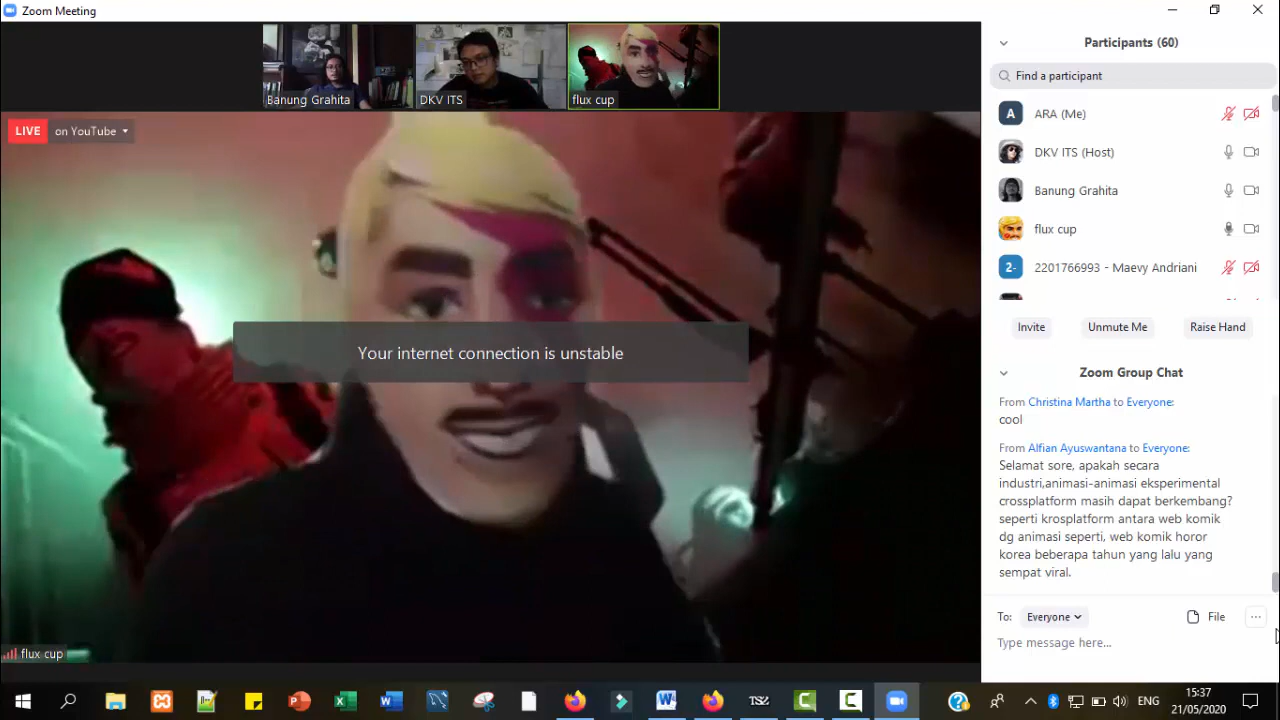 Zoom Meeting
Banung Grahita
DKV ITS
flux cup
LIVE on YouTube
Your internet connection is unstable
flux cup
Participants (60)
Find a participant
A ARA (Me)
DKV ITS (Host)
Banung Grahita
flux cup
2- 2201766993 - Maevy Andriani
Invite Unmute Me Raise Hand
Zoom Group Chat
From Christina Martha to Everyone:
cool
From Alfian Ayuswantana to Everyone:
Selamat sore, apakah secara
industri,animasi-animasi eksperimental
crossplatform masih dapat berkembang?
seperti krosplatform antara web komik
dg animasi seperti, web komik horor
korea beberapa tahun yang lalu yang
sempat viral.
To: Everyone File
Type message here...
TSZ
ENG
15:37
21/05/2020